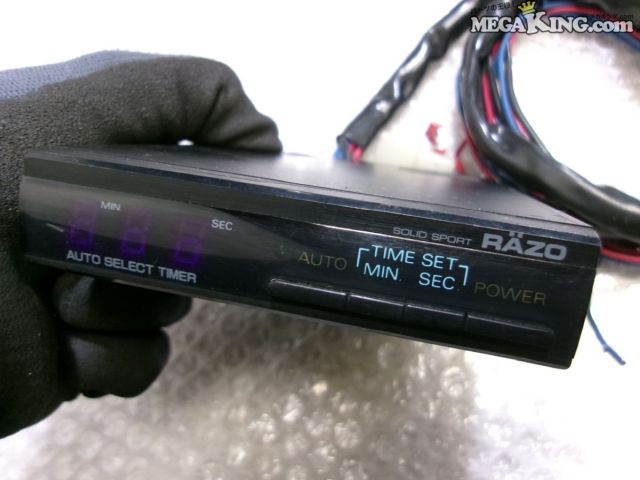 MEGAKING.COM
MIN.
SEC
AUTO SELECT TIMER
SOLID SPORT RÄZO
AUTO
TIME SET
MIN. SEC
POWER